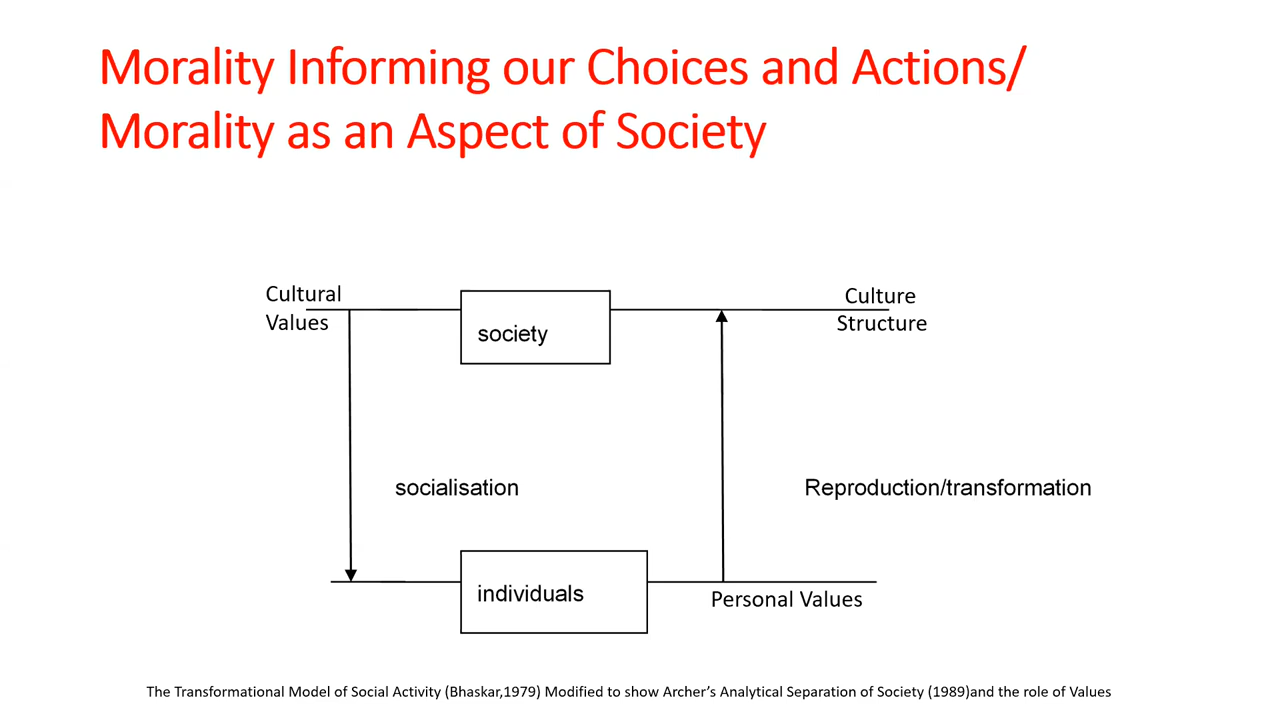 Morality Informing our Choices and Actions/
Morality as an Aspect of Society
Cultural
Values
society
Culture
Structure
socialisation
Reproduction/transformation
individuals
Personal Values
The Transformational Model of Social Activity (Bhaskar,1979) Modified to show Archer’s Analytical Separation of Society (1989)and the role of Values